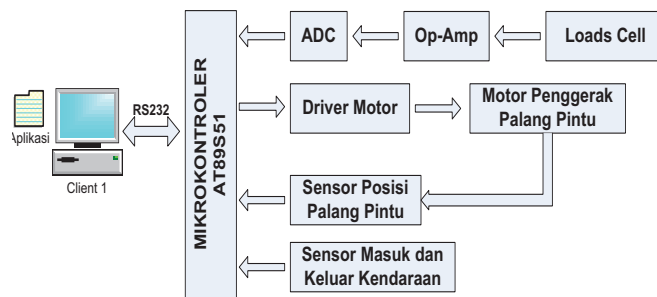 ADC
Op-Amp
Loads Cell
RS232
Aplikasi
Client 1
MIKROKONTROLER
AT89S51
Driver Motor
Motor Penggerak
Palang Pintu
Sensor Posisi
Palang Pintu
Sensor Masuk dan
Keluar Kendaraan